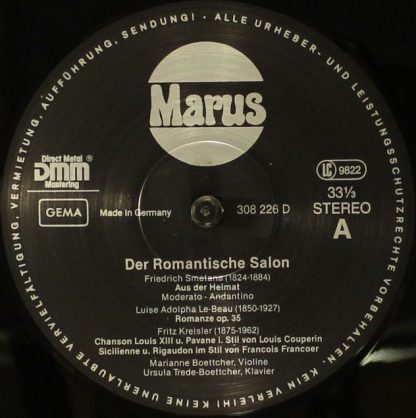 ALLE URHEBER- UND LEISTUNGSSCHUTZRECHTE VORBEHALTEN. KEIN VERLEIH! KEINE UNERLAUBTE VERVIELFÄLTIGUNG, VERMIETUNG, AUFFÜHRUNG, SENDUNG! ·
Marus
Direct Metal
DMM®
Mastering
LC 9822
33⅓
GEMA
Made in Germany
308 226 D
STEREO
A
Der Romantische Salon
Friedrich Smetana (1824-1884)
Aus der Heimat
Moderato - Andantino
Luise Adolpha Le-Beau (1850-1927)
Romanze op. 35
Fritz Kreisler (1875-1962)
Chanson Louis XIII u. Pavane i. Stil von Louis Couperin
Sicilienne u. Rigaudon im Stil von Francois Francoer
Marianne Boettcher, Violine
Ursula Trede-Boettcher, Klavier